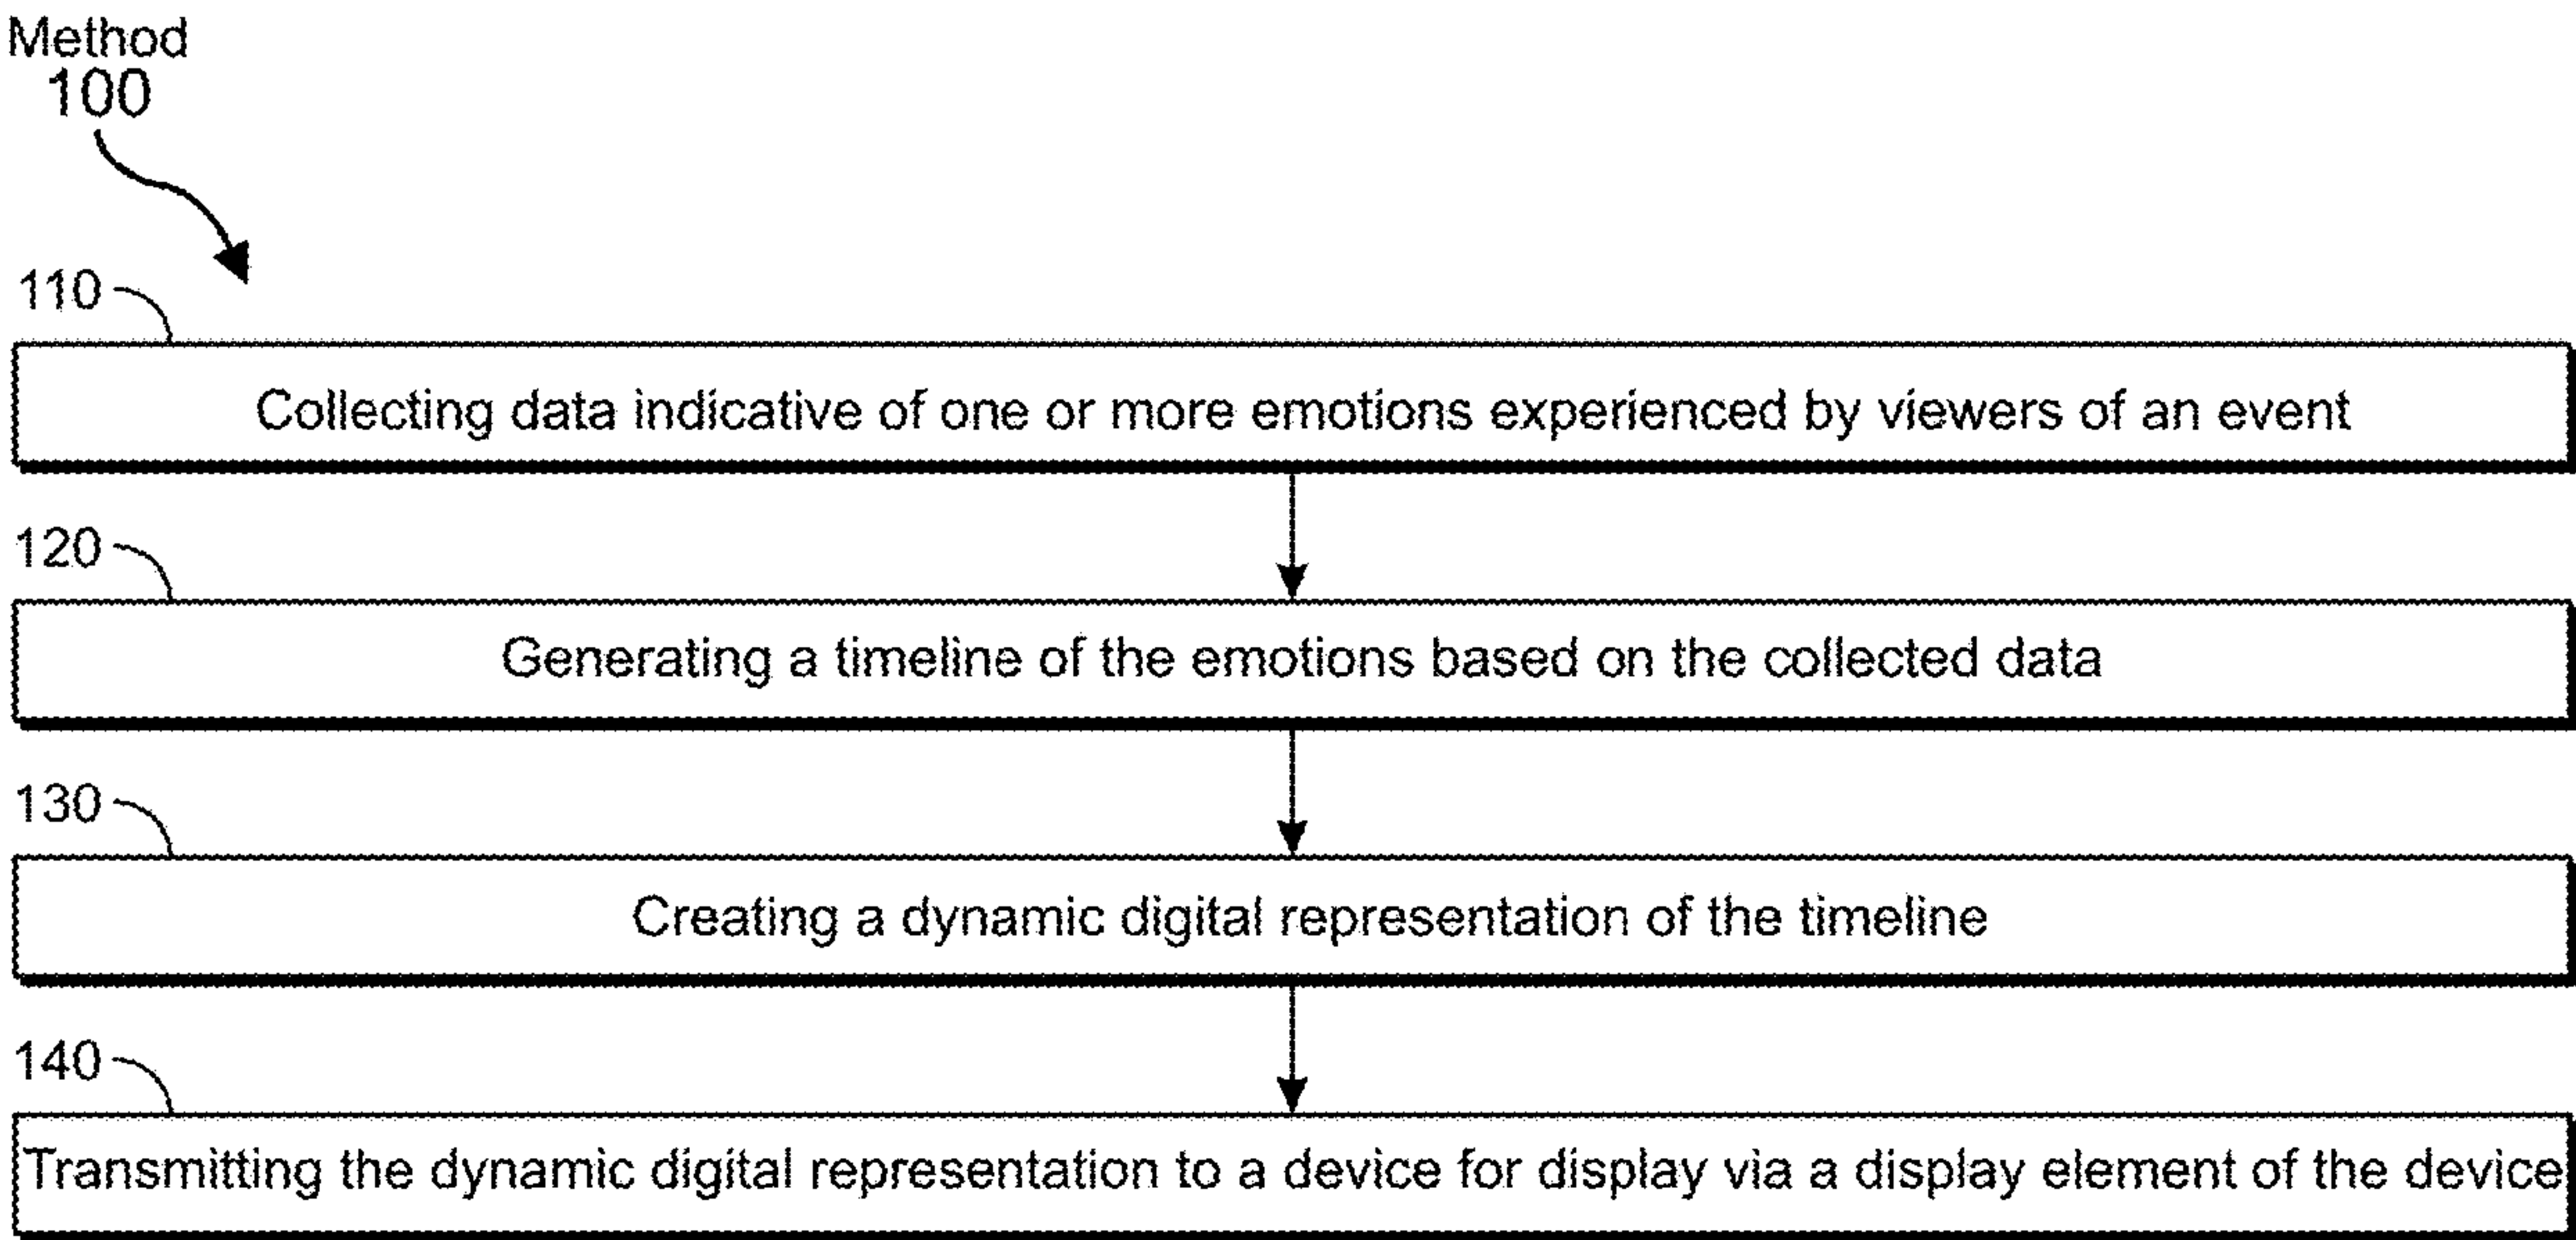 Method
100
110
Collecting data indicative of one or more emotions experienced by viewers of an event
120
Generating a timeline of the emotions based on the collected data
130
Creating a dynamic digital representation of the timeline
140
Transmitting the dynamic digital representation to a device for display via a display element of the device